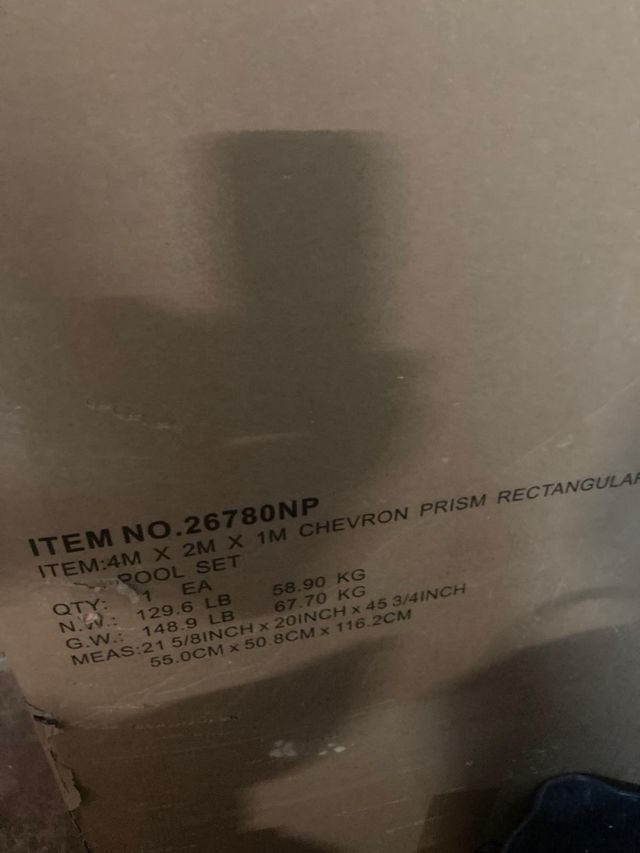 ITEM NO.26780NP
ITEM:4M X 2M X 1M CHEVRON PRISM RECTANGULAR
POOL SET
QTY: 1 EA
N.W.: 129.6 LB 58.90 KG
G.W.: 148.9 LB 67.70 KG
MEAS:21 5/8INCH x 20INCH x 45 3/4INCH
55.0CM x 50.8CM x 116.2CM